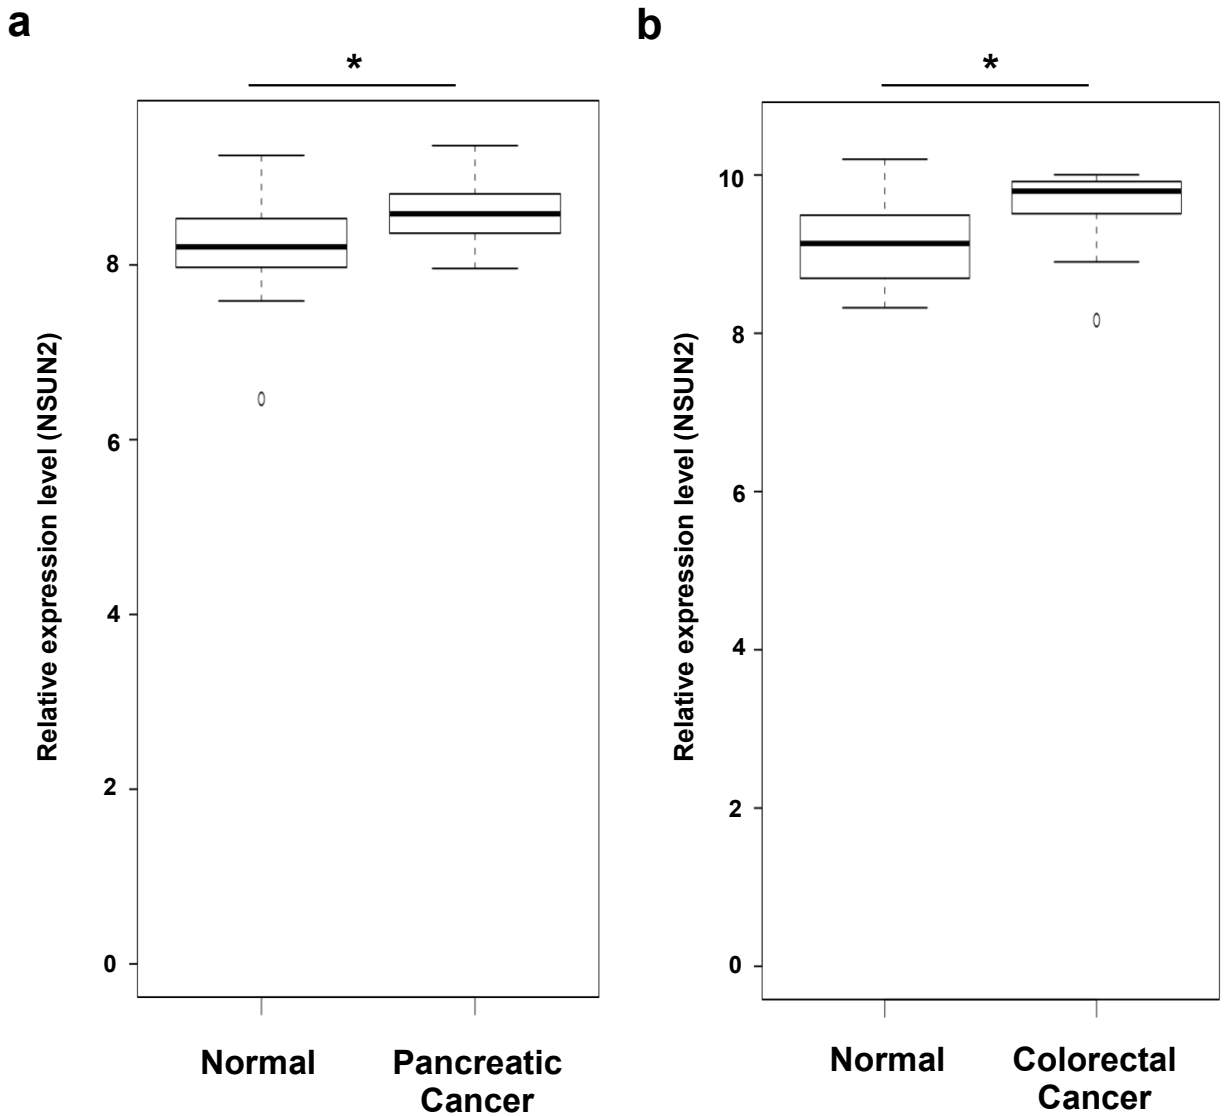 a
*
Relative expression level (NSUN2)
8
6
4
2
0
Normal
Pancreatic
Cancer
b
*
Relative expression level (NSUN2)
10
8
6
4
2
0
Normal
Colorectal
Cancer